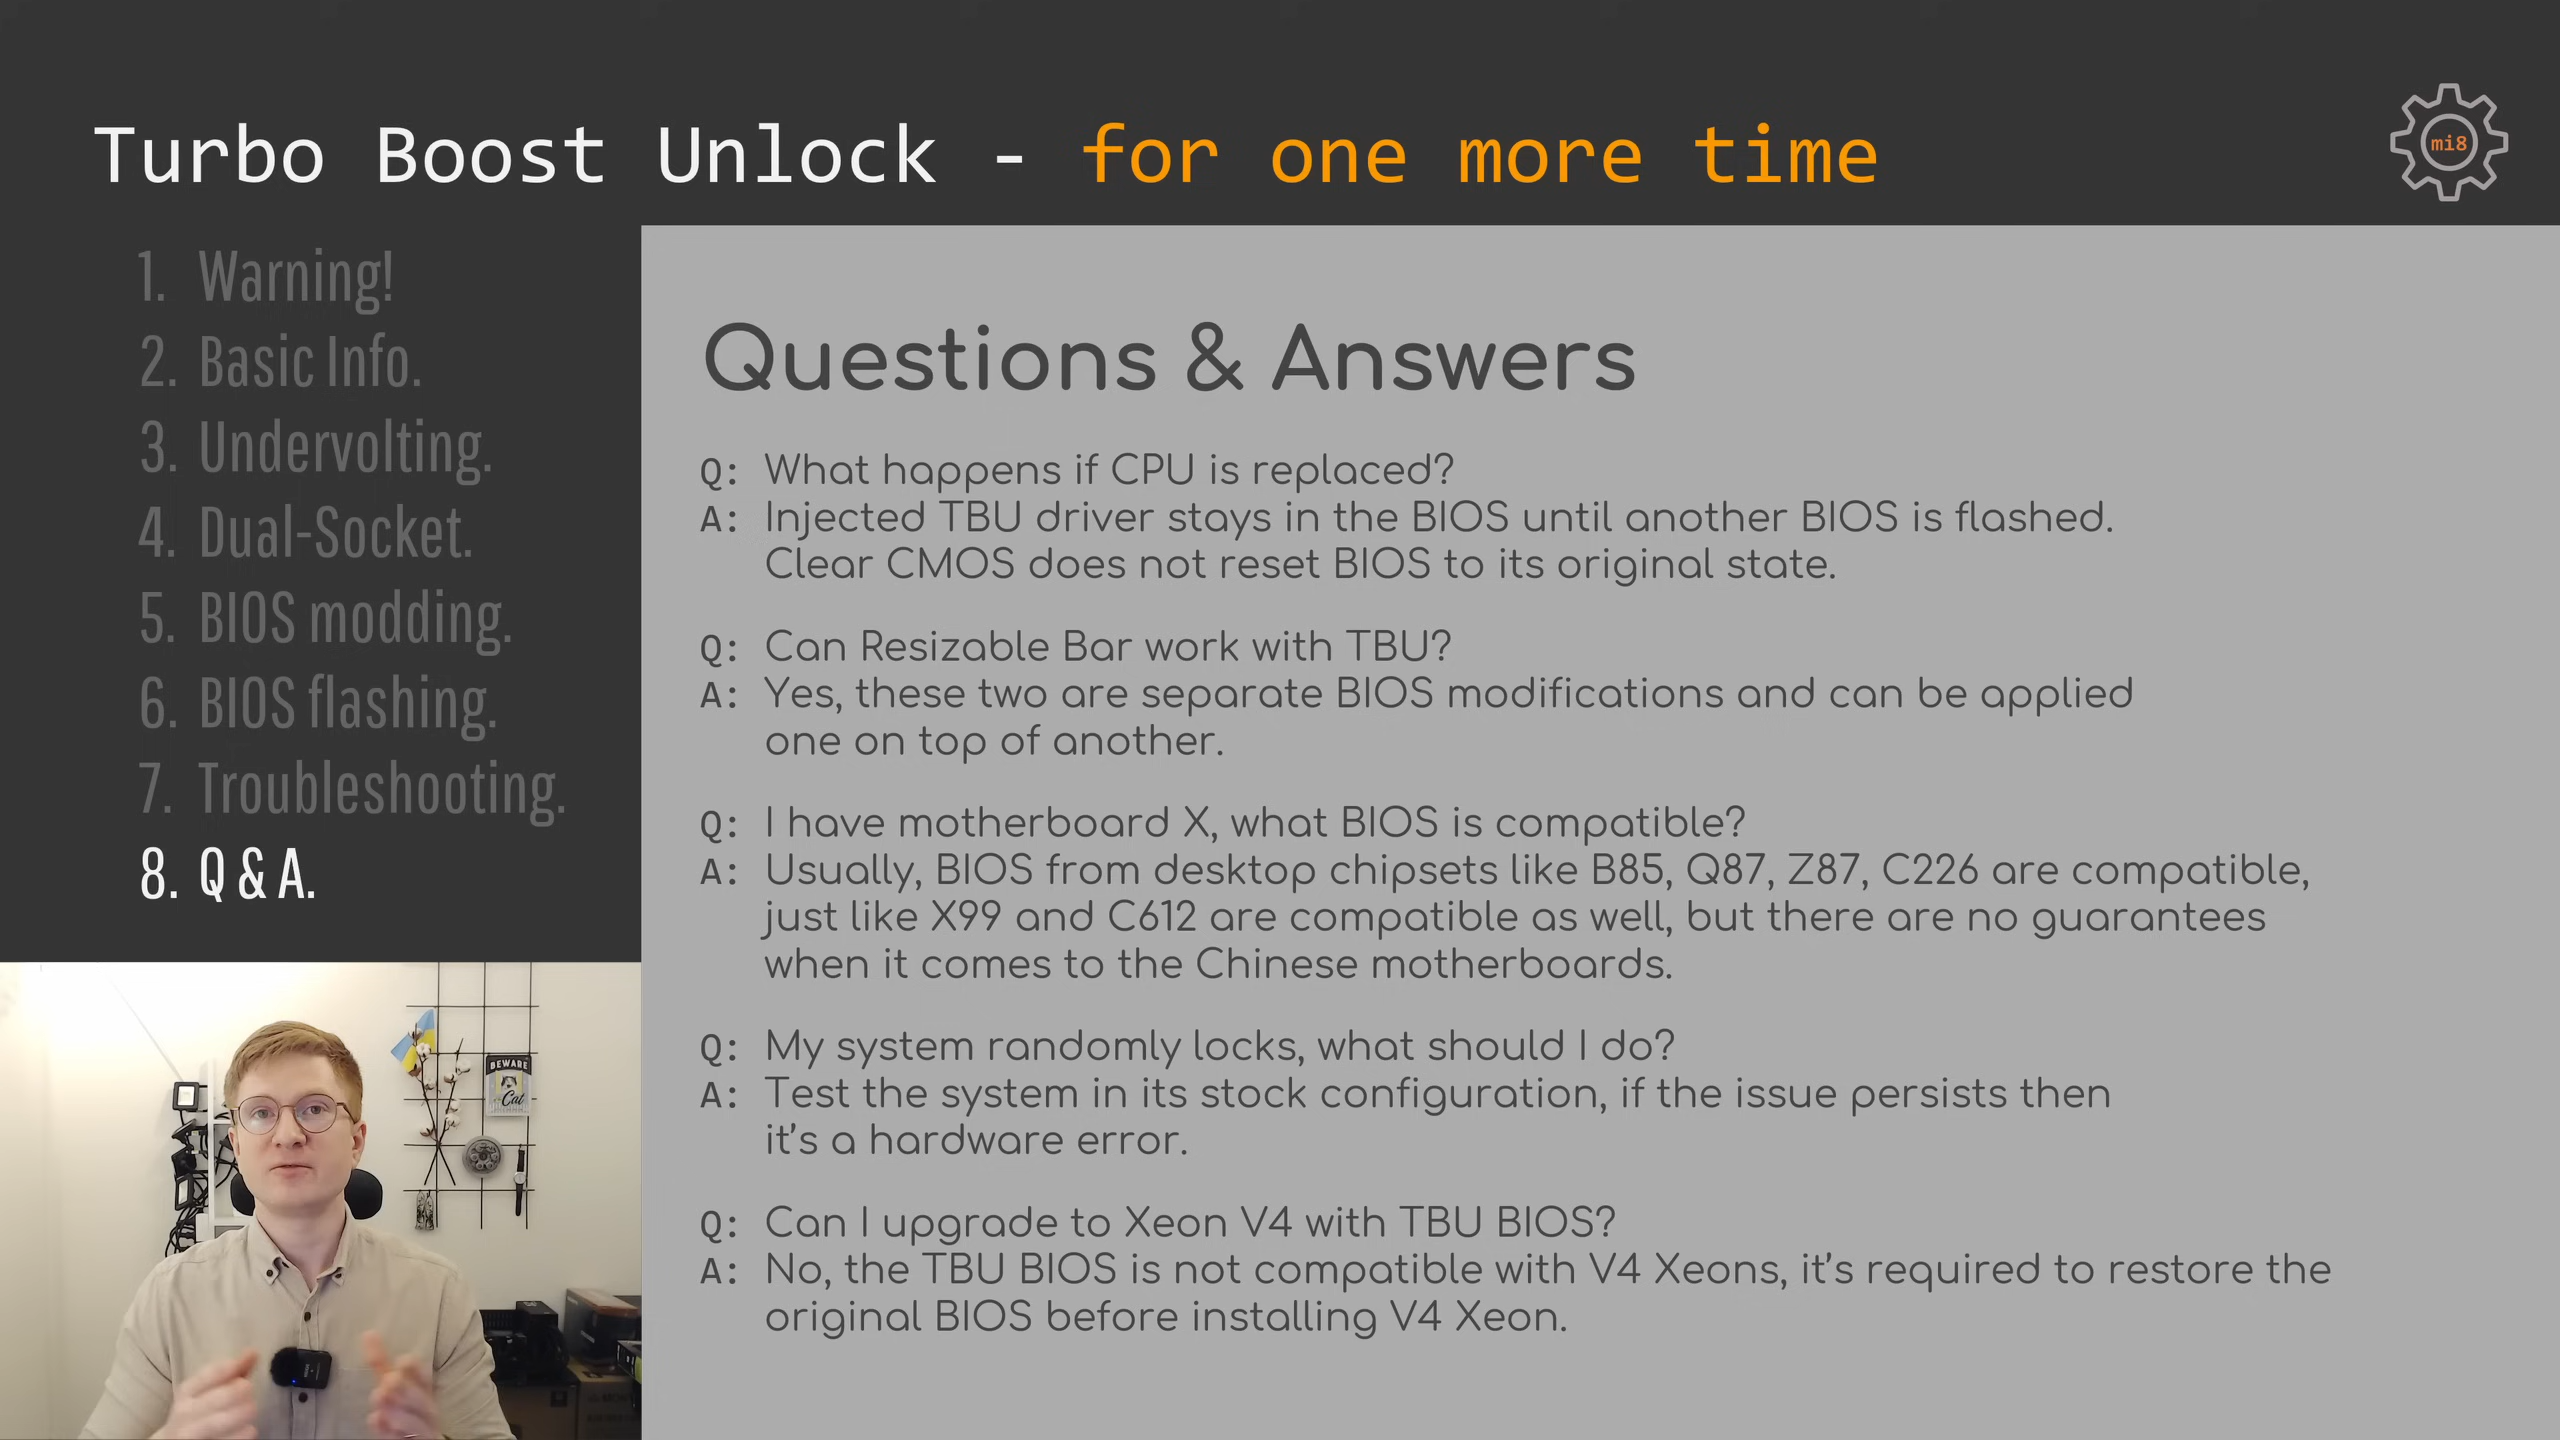 Turbo Boost Unlock - for one more time
mi8
1. Warning!
2. Basic Info.
3. Undervolting.
4. Dual-Socket.
5. BIOS modding.
6. BIOS flashing.
7. Troubleshooting.
8. Q & A.
Questions & Answers
Q: What happens if CPU is replaced?
A: Injected TBU driver stays in the BIOS until another BIOS is flashed.
Clear CMOS does not reset BIOS to its original state.
Q: Can Resizable Bar work with TBU?
A: Yes, these two are separate BIOS modifications and can be applied
one on top of another.
Q: I have motherboard X, what BIOS is compatible?
A: Usually, BIOS from desktop chipsets like B85, Q87, Z87, C226 are compatible,
just like X99 and C612 are compatible as well, but there are no guarantees
when it comes to the Chinese motherboards.
Q: My system randomly locks, what should I do?
A: Test the system in its stock configuration, if the issue persists then
it's a hardware error.
Q: Can I upgrade to Xeon V4 with TBU BIOS?
A: No, the TBU BIOS is not compatible with V4 Xeons, it's required to restore the
original BIOS before installing V4 Xeon.
BEWARE
Cat